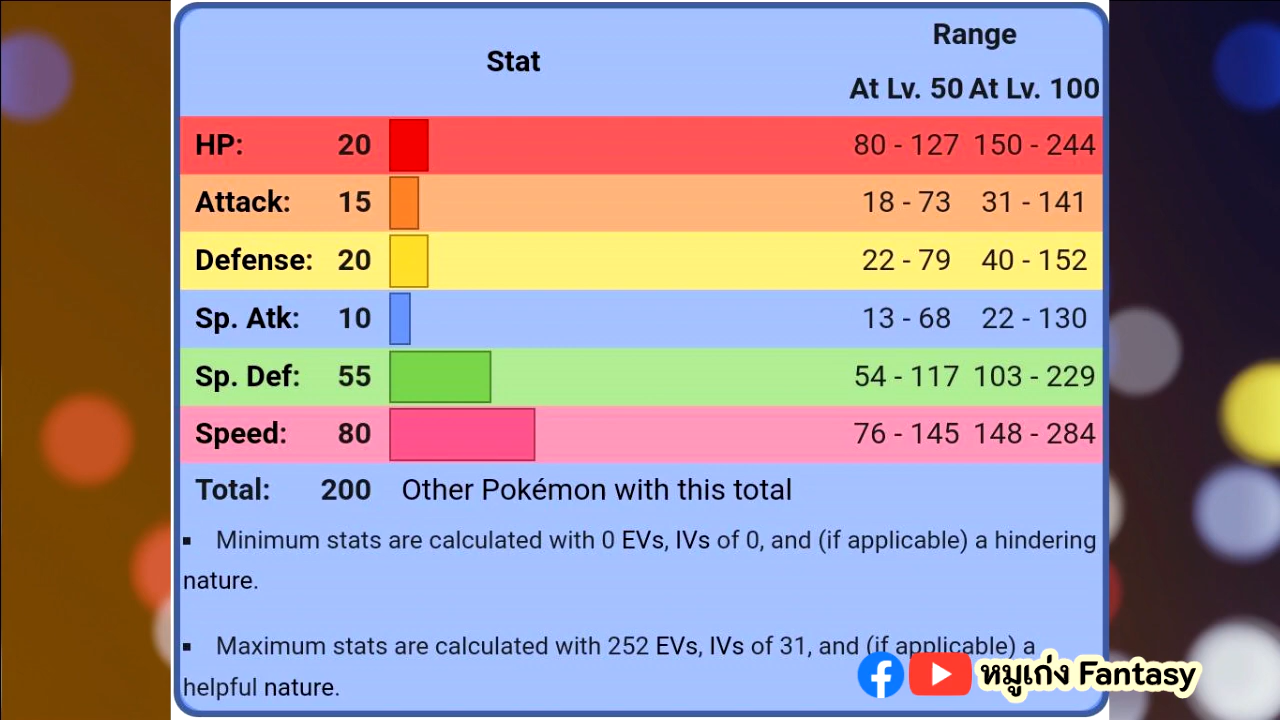 Stat
Range
At Lv. 50 At Lv. 100
HP: 20 80 - 127 150 - 244
Attack: 15 18 - 73 31 - 141
Defense: 20 22 - 79 40 - 152
Sp. Atk: 10 13 - 68 22 - 130
Sp. Def: 55 54 - 117 103 - 229
Speed: 80 76 - 145 148 - 284
Total: 200 Other Pokémon with this total
▪ Minimum stats are calculated with 0 EVs, IVs of 0, and (if applicable) a hindering
nature.
▪ Maximum stats are calculated with 252 EVs, IVs of 31, and (if applicable) a
helpful nature.
หมูเก่ง Fantasy